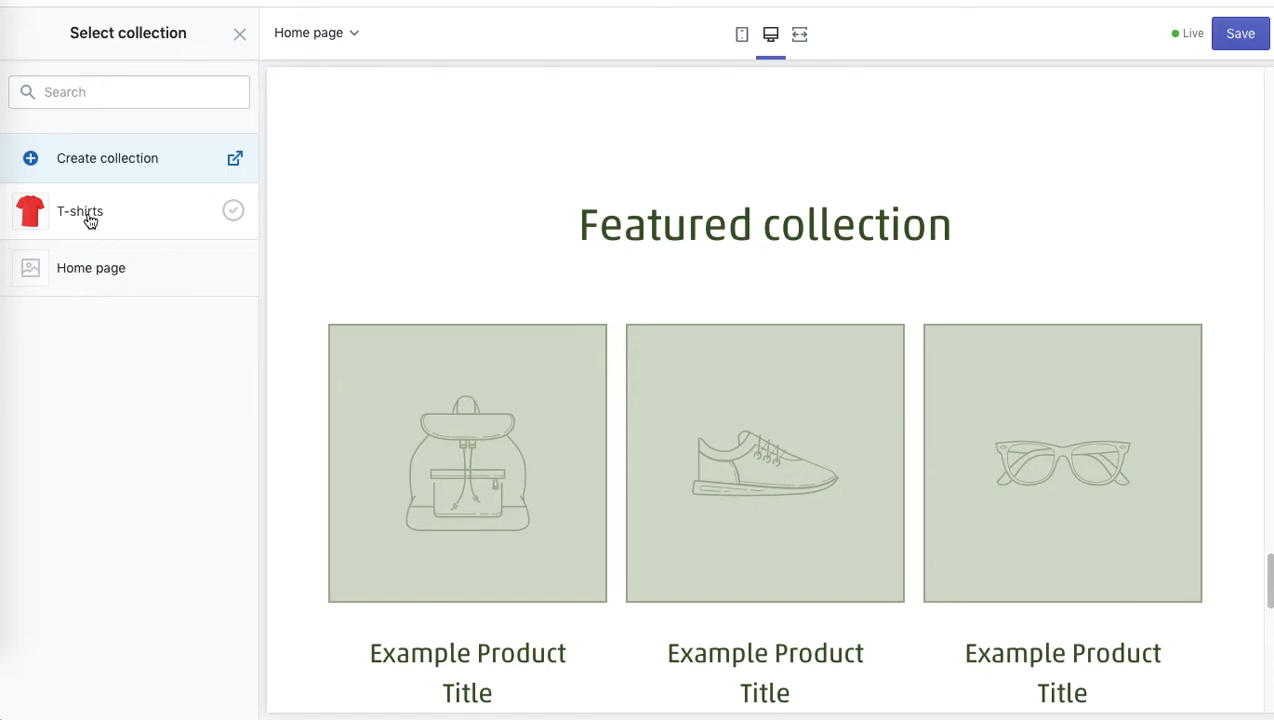 Select collection
Home page
Live
Save
Search
Create collection
T-shirts
Home page
Featured collection
Example Product
Title
Example Product
Title
Example Product
Title